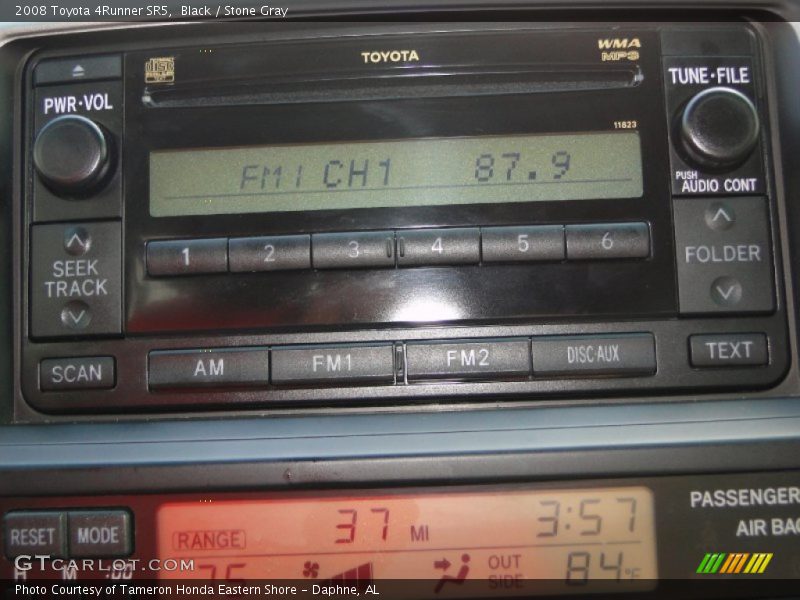 2008 Toyota 4Runner SR5, Black / Stone Gray
TOYOTA
WMA
MP3
PWR·VOL
TUNE·FILE
11823
FM1 CH1 87.9
PUSH
AUDIO CONT
1 2 3 4 5 6
SEEK
TRACK
FOLDER
SCAN
AM FM1 FM2 DISC·AUX
TEXT
RESET MODE
RANGE 37 MI 3:57
PASSENGER
AIR BAG
H M :00
75 OUT SIDE 84°F
GTCarLot.com
Photo Courtesy of Tameron Honda Eastern Shore – Daphne, AL